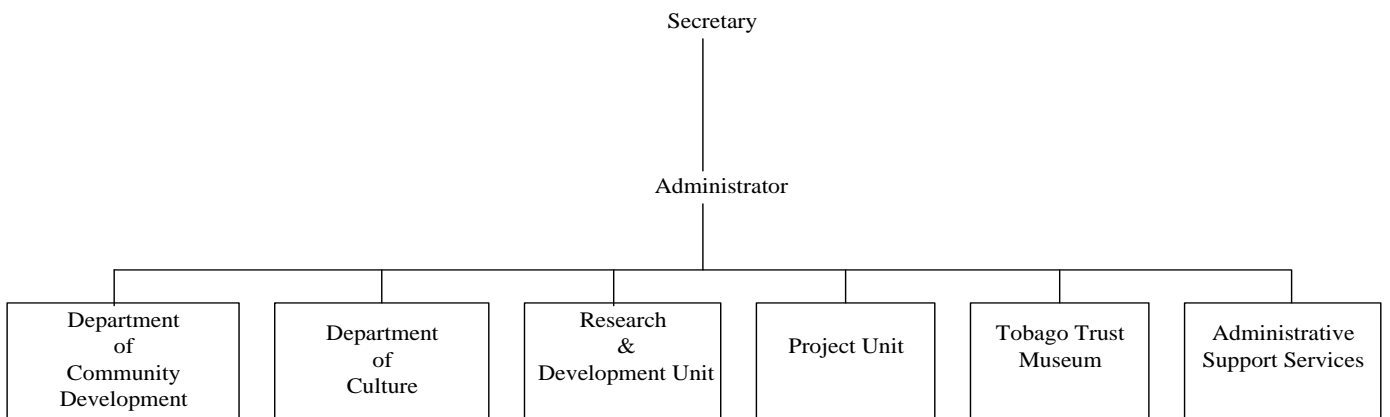 Secretary
Administrator
Department
of
Community
Development
Department
of
Culture
Research
&
Development Unit
Project Unit
Tobago Trust
Museum
Administrative
Support Services